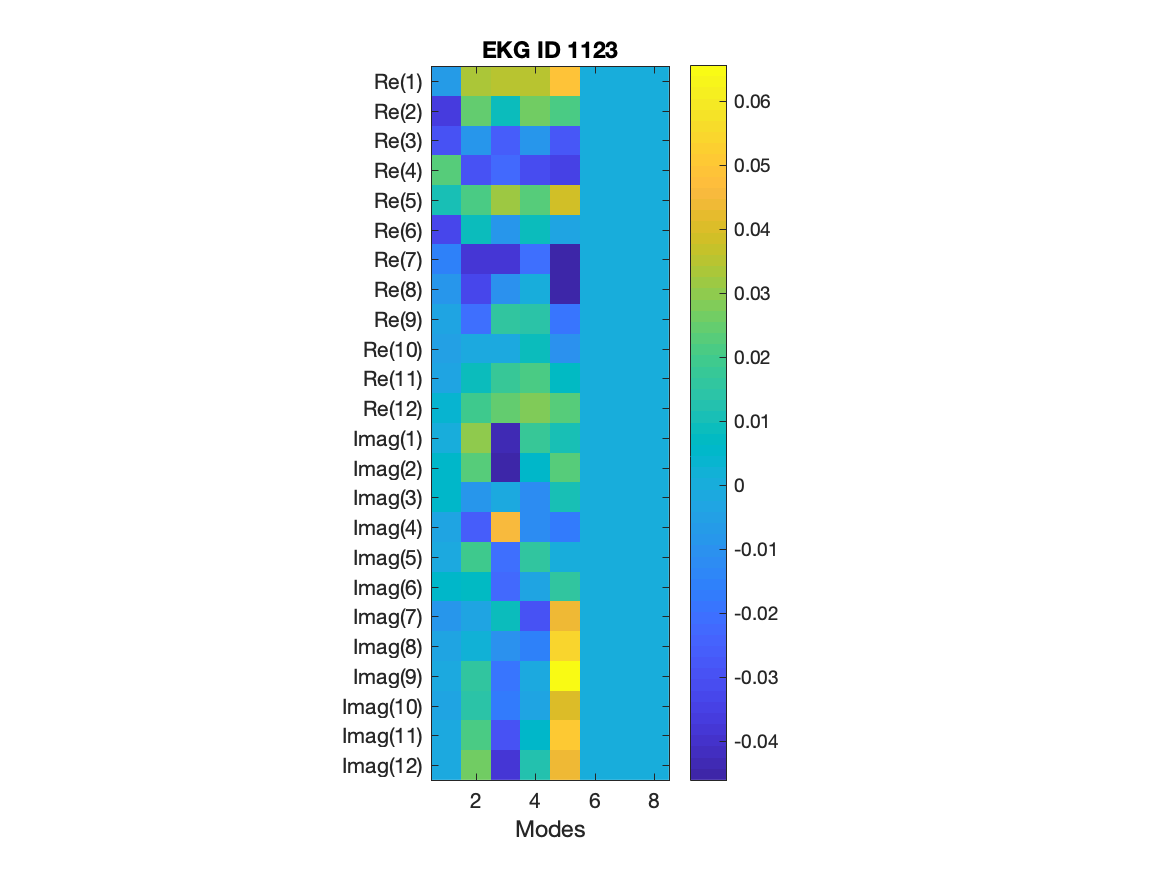 EKG ID 1123
Re(1)
Re(2)
Re(3)
Re(4)
Re(5)
Re(6)
Re(7)
Re(8)
Re(9)
Re(10)
Re(11)
Re(12)
Imag(1)
Imag(2)
Imag(3)
Imag(4)
Imag(5)
Imag(6)
Imag(7)
Imag(8)
Imag(9)
Imag(10)
Imag(11)
Imag(12)
2 4 6 8
Modes
0.06
0.05
0.04
0.03
0.02
0.01
0
-0.01
-0.02
-0.03
-0.04